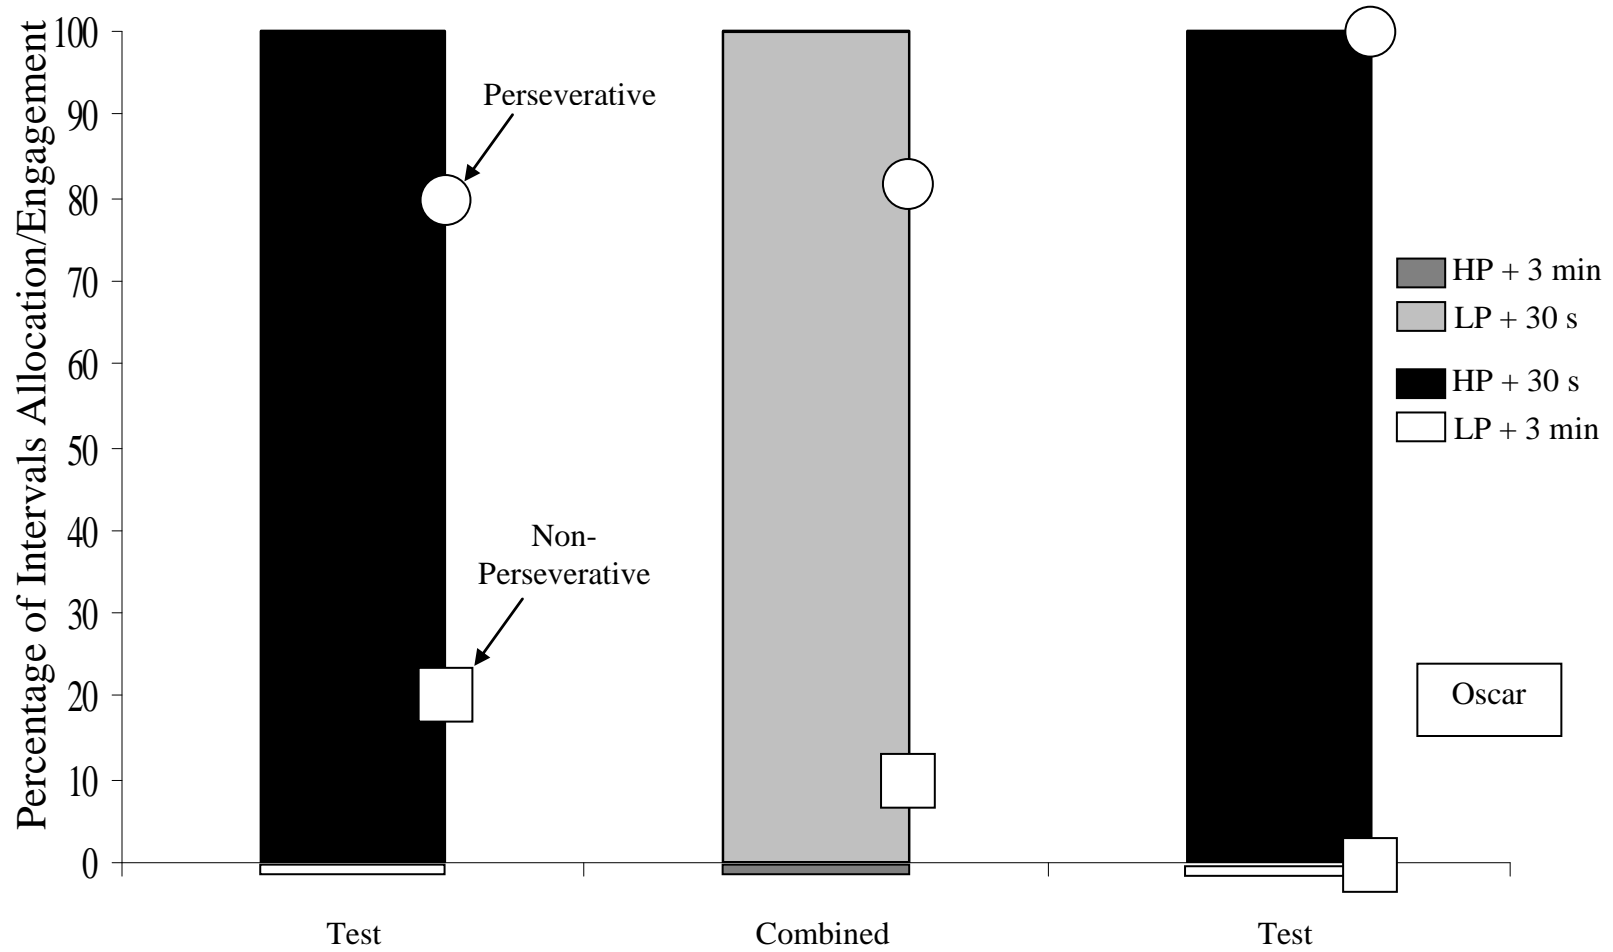 Percentage of Intervals Allocation/Engagement
100
90
80
70
60
50
40
30
20
10
0
Perseverative
Non-
Perseverative
HP + 3 min
LP + 30 s
HP + 30 s
LP + 3 min
Oscar
Test
Combined
Test